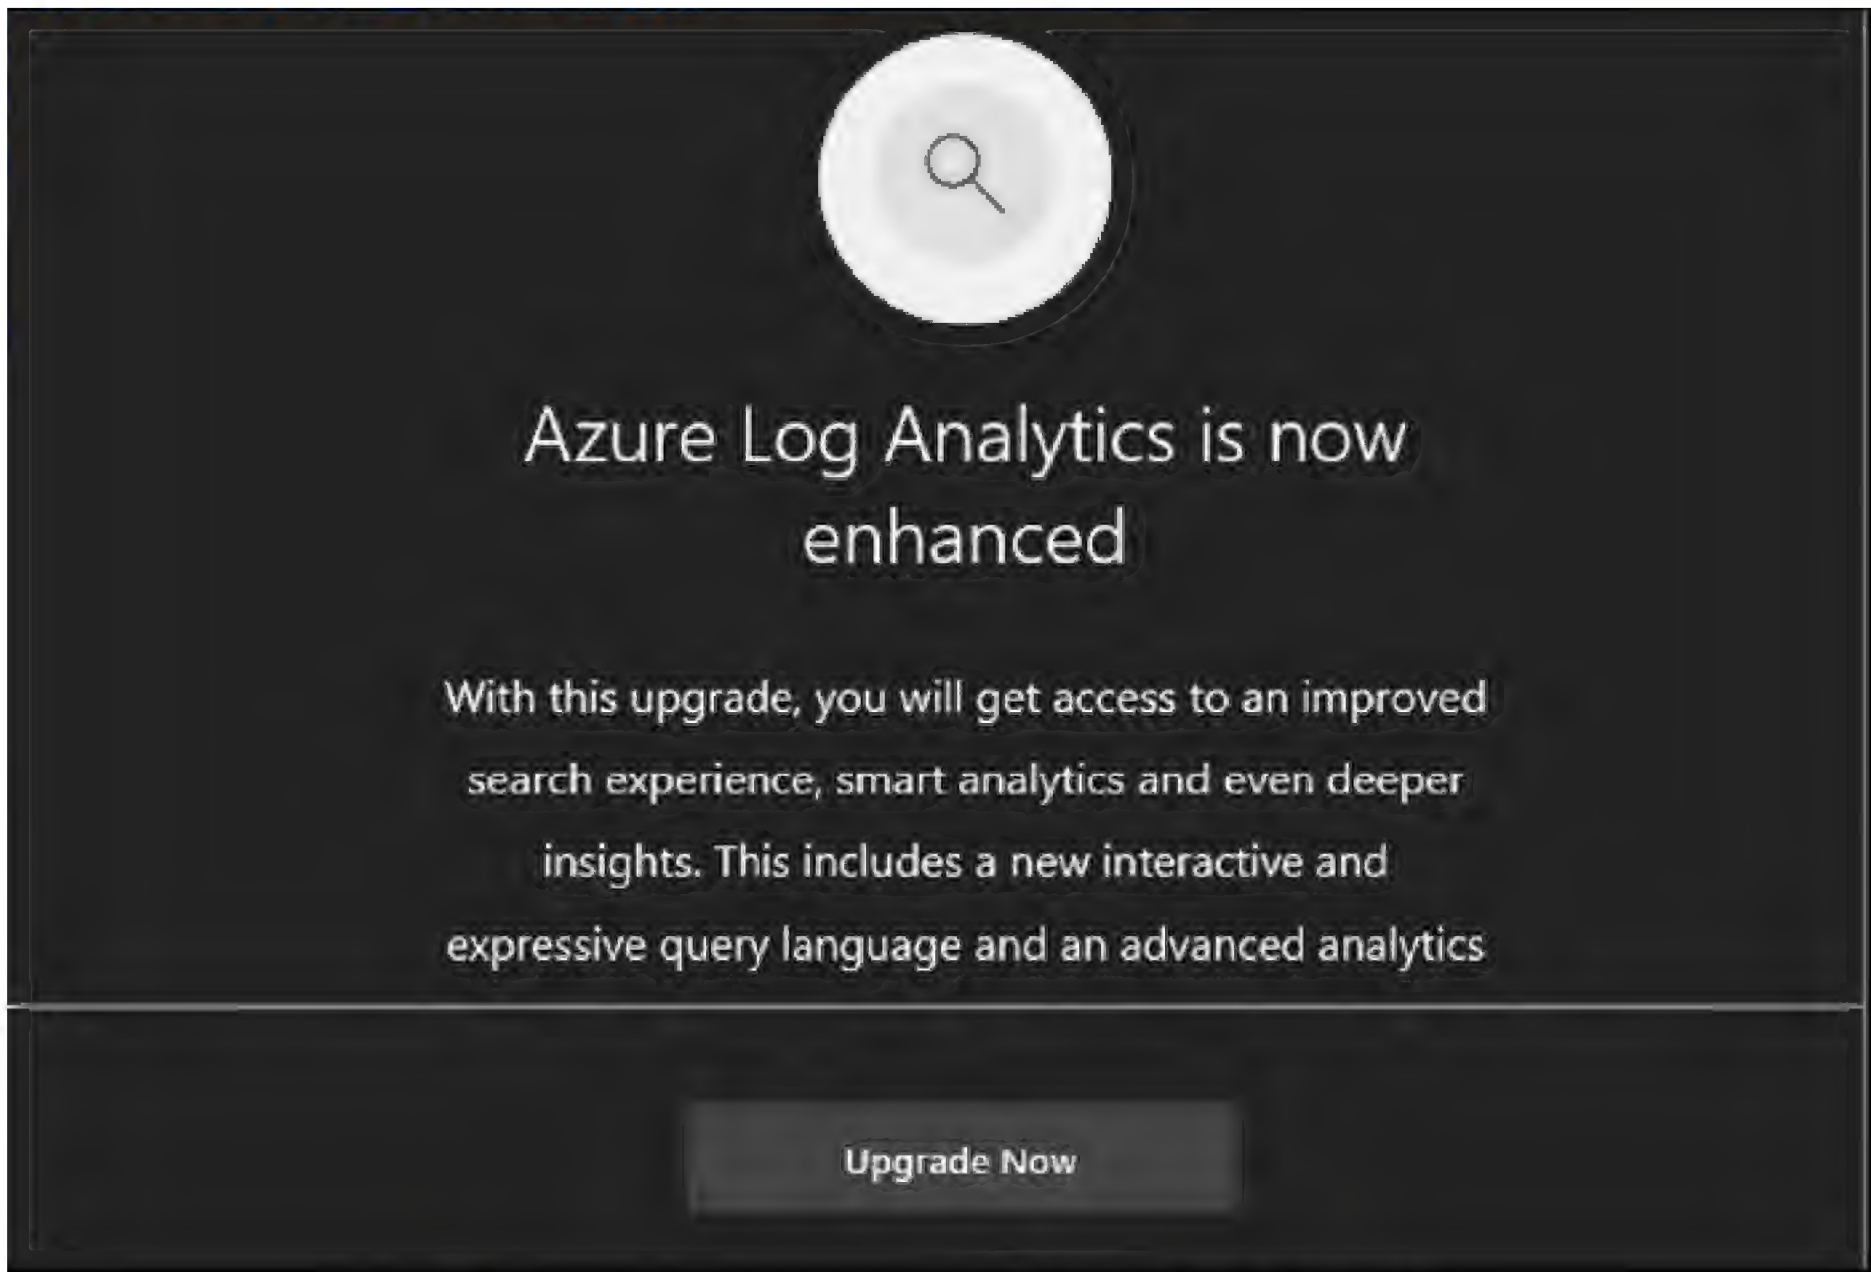 Azure Log Analytics is now
enhanced
With this upgrade, you will get access to an improved
search experience, smart analytics and even deeper
insights. This includes a new interactive and
expressive query language and an advanced analytics
Upgrade Now